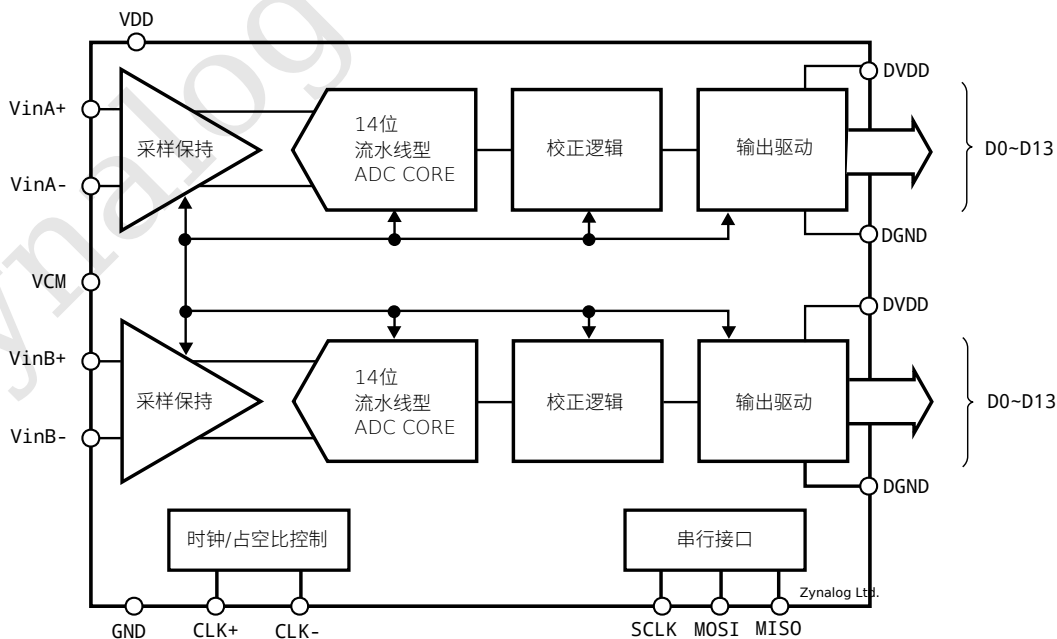 VDD
DVDD
VinA+
采样保持
14位
流水线型
ADC CORE
校正逻辑
输出驱动
D0~D13
VinA-
DGND
VCM
DVDD
VinB+
采样保持
14位
流水线型
ADC CORE
校正逻辑
输出驱动
D0~D13
VinB-
DGND
时钟/占空比控制
串行接口
Zynalog Ltd.
GND
CLK+
CLK-
SCLK
MOSI
MISO
ynalog